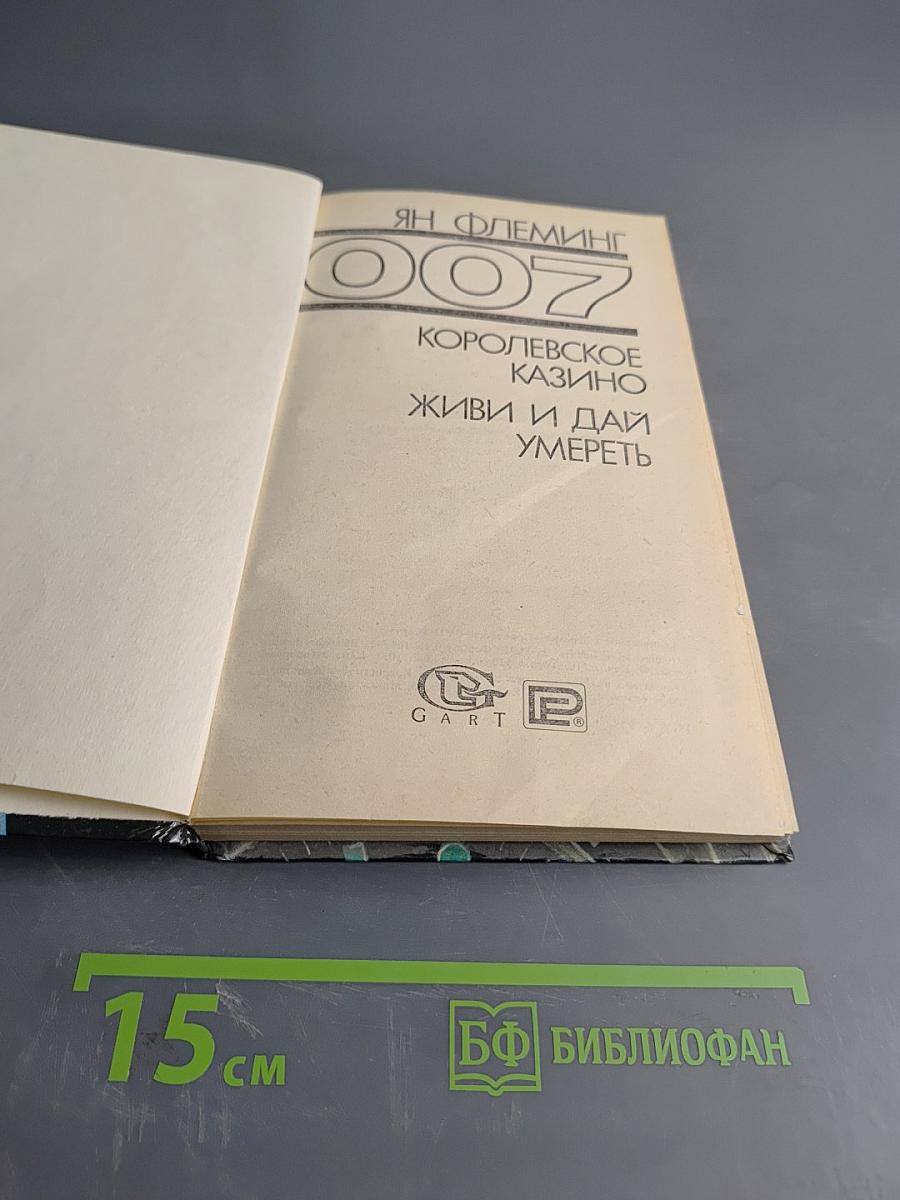 ЯН ФЛЕМИНГ
007
КОРОЛЕВСКОЕ
КАЗИНО
ЖИВИ И ДАЙ
УМЕРЕТЬ
GART
®
15 см
БФ БИБЛИОФАН